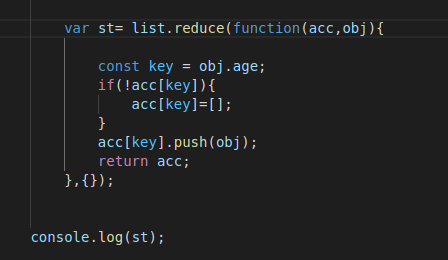 var st= list.reduce(function(acc,obj){
const key = obj.age;
if(!acc[key]){
acc[key]=[];
}
acc[key].push(obj);
return acc;
},{});
console.log(st);